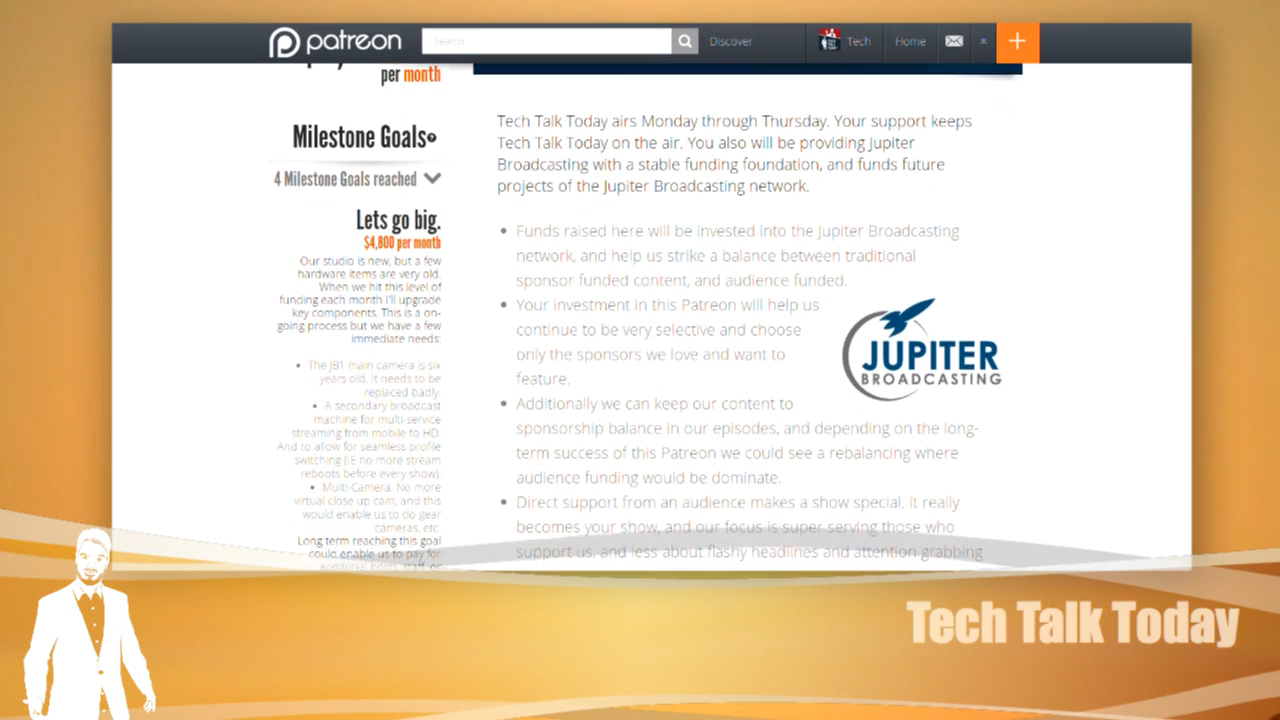 patreon
Search
Discover
Tech
Home
per month
Milestone Goals
4 Milestone Goals reached
Lets go big.
$4,800 per month
Our studio is new, but a few
hardware items are very old.
When we hit this level of
funding each month I'll upgrade
key components. This is a on-
going process but we have a few
immediate needs:
• The JB1 main camera is six
years old, it needs to be
replaced badly.
• A secondary broadcast
machine for multi-service
streaming from mobile to HD.
And to allow for seamless profile
switching (IE no more stream
reboots before every show).
• Multi-Camera. No more
virtual close up cam, and this
would enable us to do gear
cameras, etc.
Long term reaching this goal
could enable us to pay for
additonal hosts, staff, or
Tech Talk Today airs Monday through Thursday. Your support keeps
Tech Talk Today on the air. You also will be providing Jupiter
Broadcasting with a stable funding foundation, and funds future
projects of the Jupiter Broadcasting network.
• Funds raised here will be invested into the Jupiter Broadcasting
network, and help us strike a balance between traditional
sponsor funded content, and audience funded.
• Your investment in this Patreon will help us
continue to be very selective and choose
only the sponsors we love and want to
feature.
• Additionally we can keep our content to
sponsorship balance in our episodes, and depending on the long-
term success of this Patreon we could see a rebalancing where
audience funding would be dominate.
• Direct support from an audience makes a show special. It really
becomes your show, and our focus is super serving those who
support us, and less about flashy headlines and attention grabbing
JUPITER
BROADCASTING
Tech Talk Today